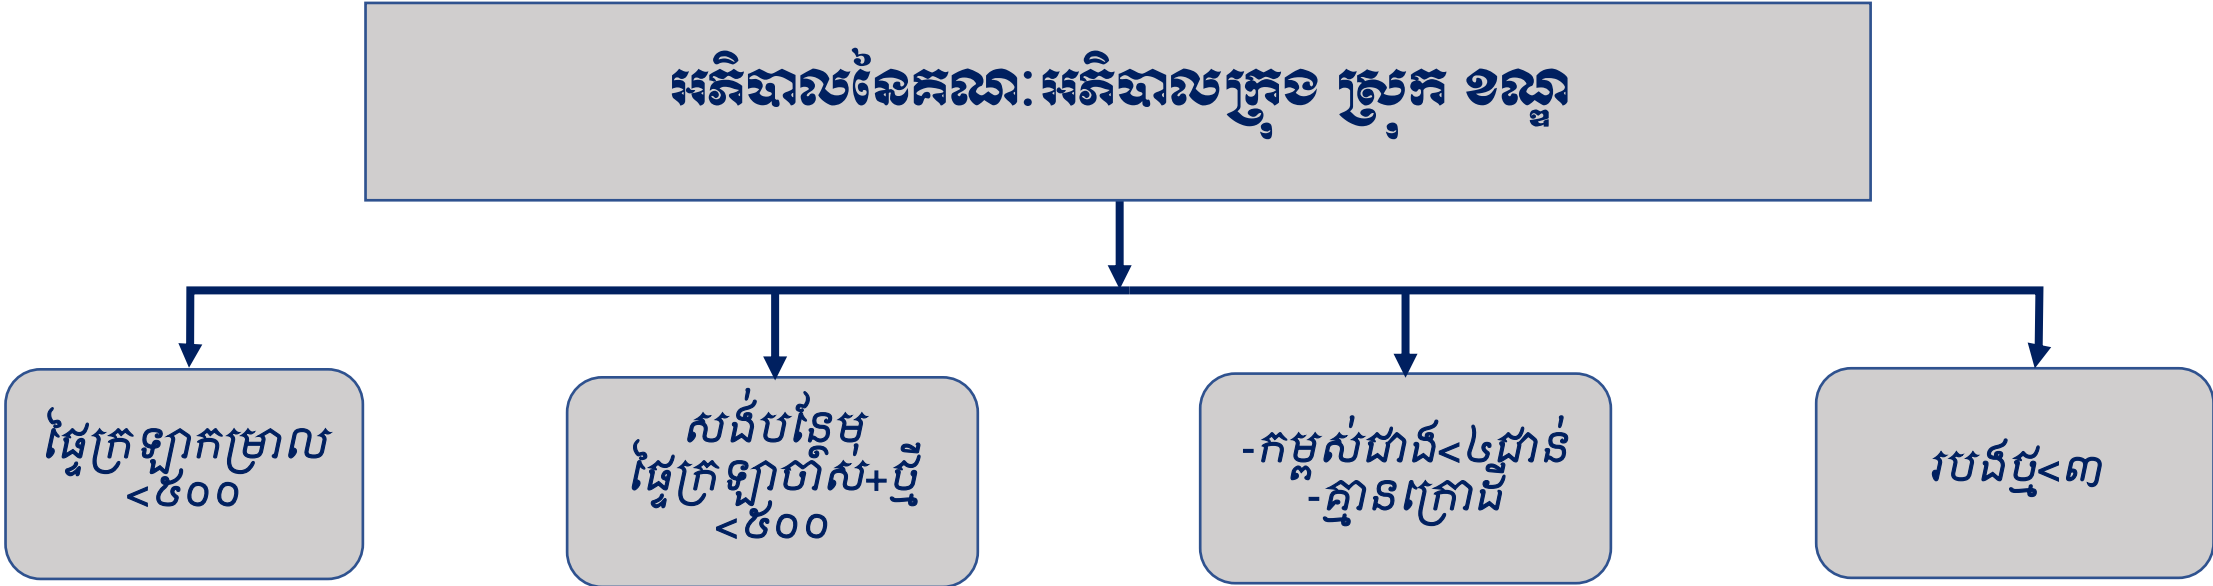 អភិបាលនៃគណៈអភិបាលក្រុង ស្រុក ខណ្ឌ
ផ្ទៃក្រឡាកម្រាល
<៥០០
សង់បន្ថែម
ផ្ទៃក្រឡាចាស់+ថ្មី
<៥០០
-កម្ពស់ជាង<៤ជាន់
-គ្មានក្រោដី
របងថ្ម<៣